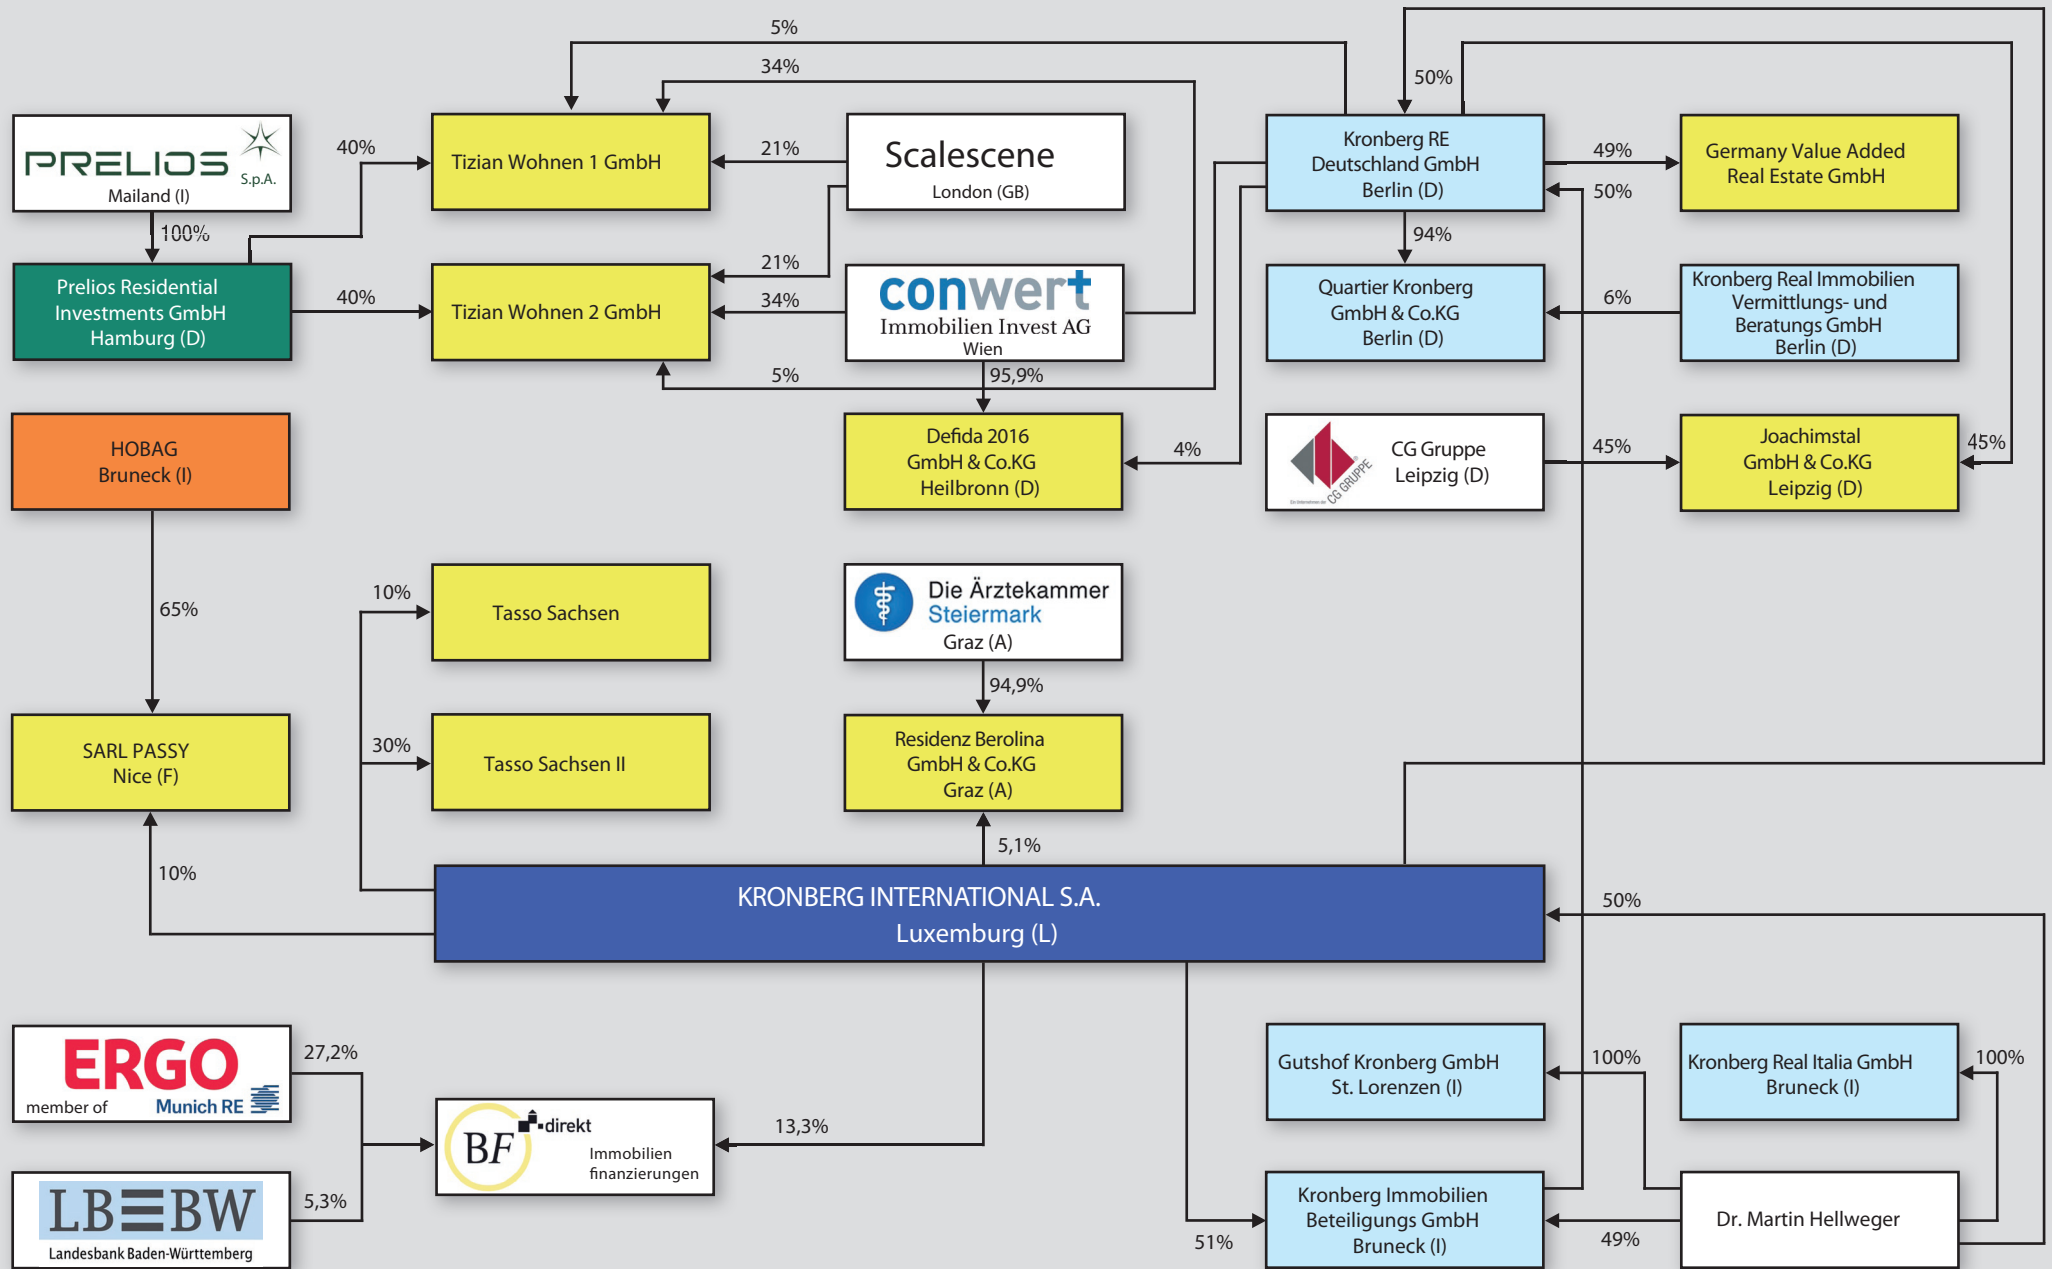 5%
34%
50%
PRELIOS
S.p.A.
Mailand (I)
40%
Tizian Wohnen 1 GmbH
21%
Scalescene
London (GB)
Kronberg RE
Deutschland GmbH
Berlin (D)
49%
50%
Germany Value Added
Real Estate GmbH
100%
94%
Prelios Residential
Investments GmbH
Hamburg (D)
40%
Tizian Wohnen 2 GmbH
21%
34%
conwert
Immobilien Invest AG
Wien
Quartier Kronberg
GmbH & Co.KG
Berlin (D)
6%
Kronberg Real Immobilien
Vermittlungs- und
Beratungs GmbH
Berlin (D)
5%
95,9%
HOBAG
Bruneck (I)
Defida 2016
GmbH & Co.KG
Heilbronn (D)
4%
CG GRUPPE
CG Gruppe
Leipzig (D)
45%
Joachimstal
GmbH & Co.KG
Leipzig (D)
45%
65%
10%
Tasso Sachsen
Die Ärztekammer
Steiermark
Graz (A)
94,9%
SARL PASSY
Nice (F)
30%
Tasso Sachsen II
Residenz Berolina
GmbH & Co.KG
Graz (A)
5,1%
10%
KRONBERG INTERNATIONAL S.A.
Luxemburg (L)
50%
ERGO
member of
Munich RE
27,2%
Gutshof Kronberg GmbH
St. Lorenzen (I)
100%
Kronberg Real Italia GmbH
Bruneck (I)
100%
BF
direkt
Immobilien
finanzierungen
13,3%
LBBW
Landesbank Baden-Württemberg
5,3%
51%
Kronberg Immobilien
Beteiligungs GmbH
Bruneck (I)
49%
Dr. Martin Hellweger